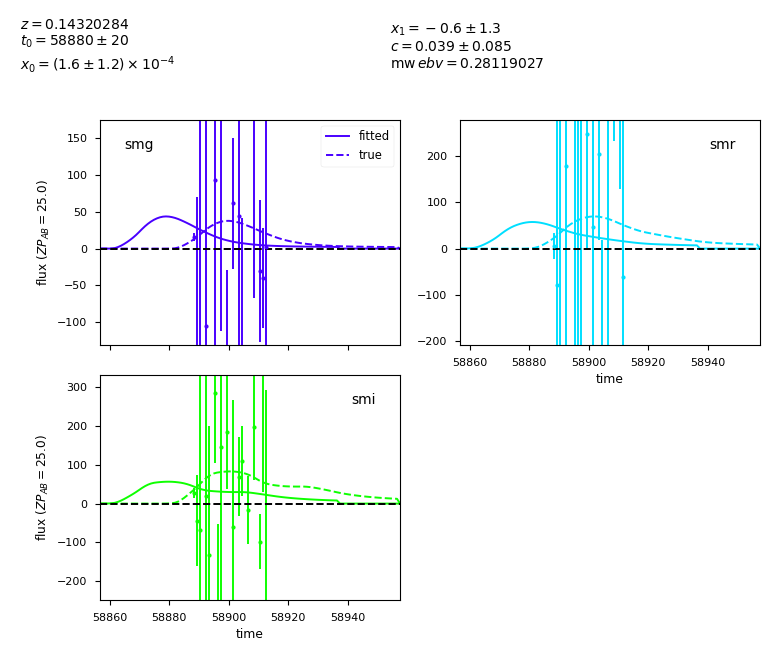 z = 0.14320284
t₀ = 58880 ± 20
x₀ = (1.6 ± 1.2) × 10⁻⁴
x₁ = −0.6 ± 1.3
c = 0.039 ± 0.085
mw ebv = 0.28119027
smg
fitted
true
150
100
50
0
−50
−100
flux (ZP_AB = 25.0)
smr
200
100
0
−100
−200
58860 58880 58900 58920 58940
time
smi
300
200
100
0
−100
−200
flux (ZP_AB = 25.0)
58860 58880 58900 58920 58940
time